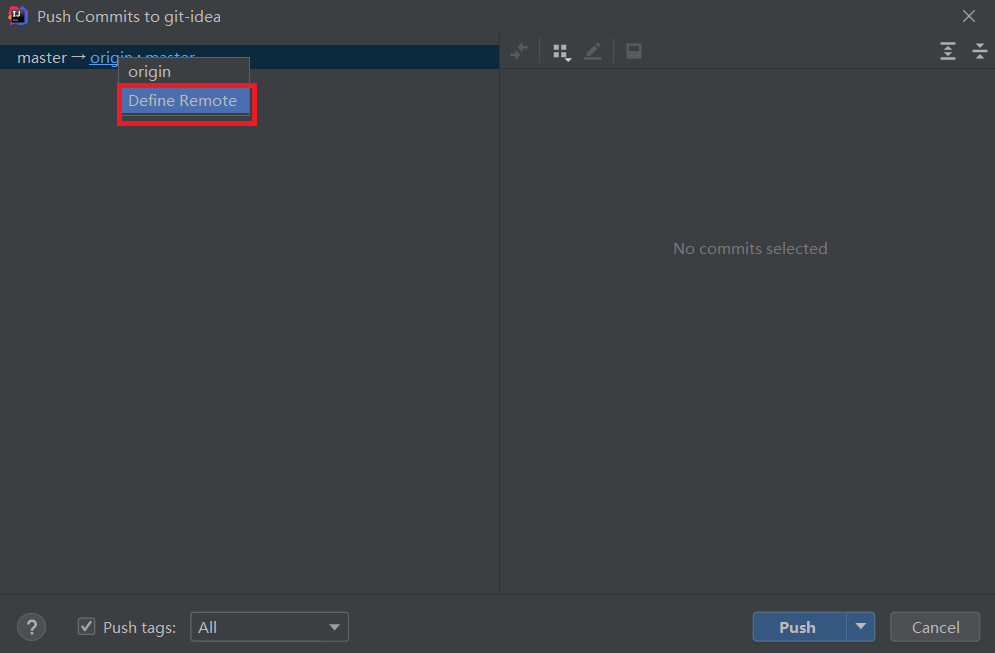 Push Commits to git-idea
master → origin : master
origin
Define Remote
No commits selected
? Push tags: All
Push
Cancel